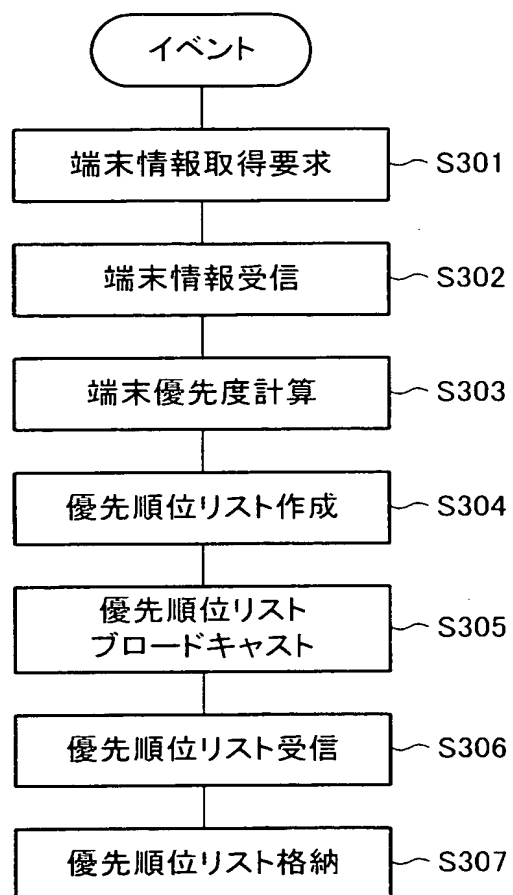 イベント
端末情報取得要求
S301
端末情報受信
S302
端末優先度計算
S303
優先順位リスト作成
S304
優先順位リスト
ブロードキャスト
S305
優先順位リスト受信
S306
優先順位リスト格納
S307